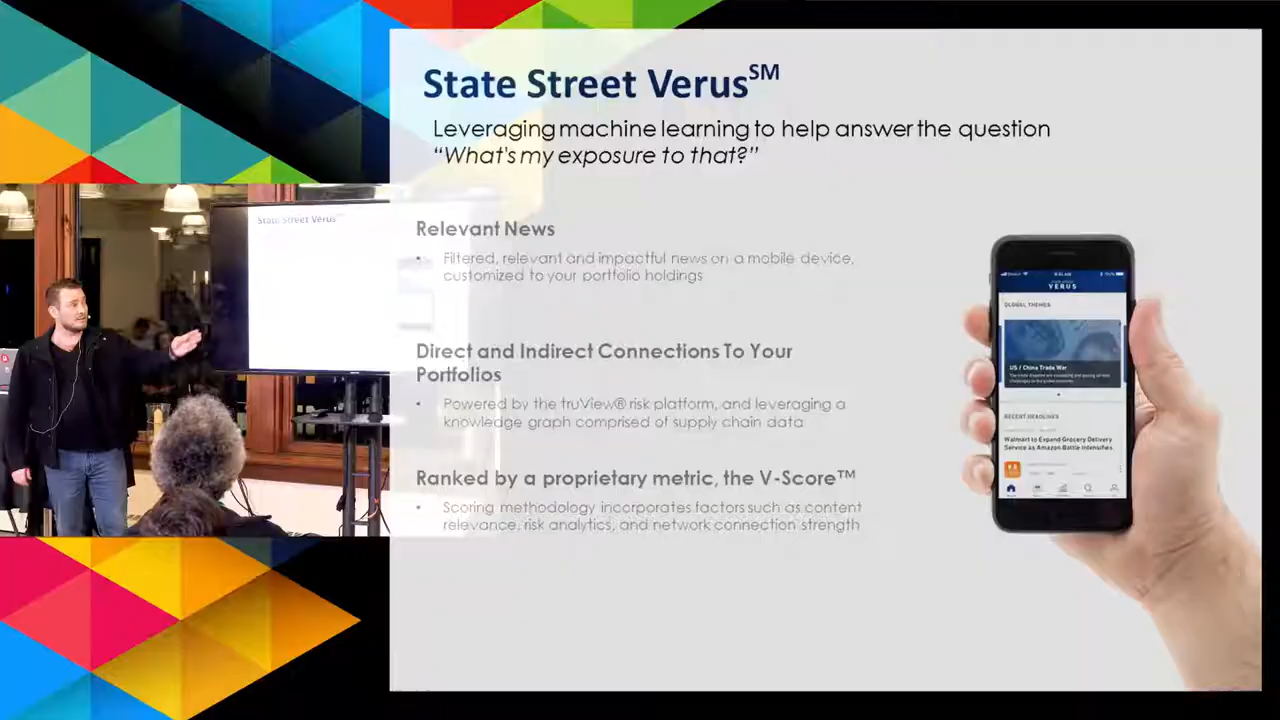 State Street Verus℠
Leveraging machine learning to help answer the question
“What's my exposure to that?”
State Street Verus
Relevant News
• Filtered, relevant and impactful news on a mobile device,
customized to your portfolio holdings
Direct and Indirect Connections To Your
Portfolios
• Powered by the truView® risk platform, and leveraging a
knowledge graph comprised of supply chain data
Ranked by a proprietary metric, the V-Score™
• Scoring methodology incorporates factors such as content
relevance, risk analytics, and network connection strength
VERUS
GLOBAL THEMES
US / China Trade War
RECENT HEADLINES
Walmart to Expand Grocery Delivery
Service as Amazon Battle Intensifies